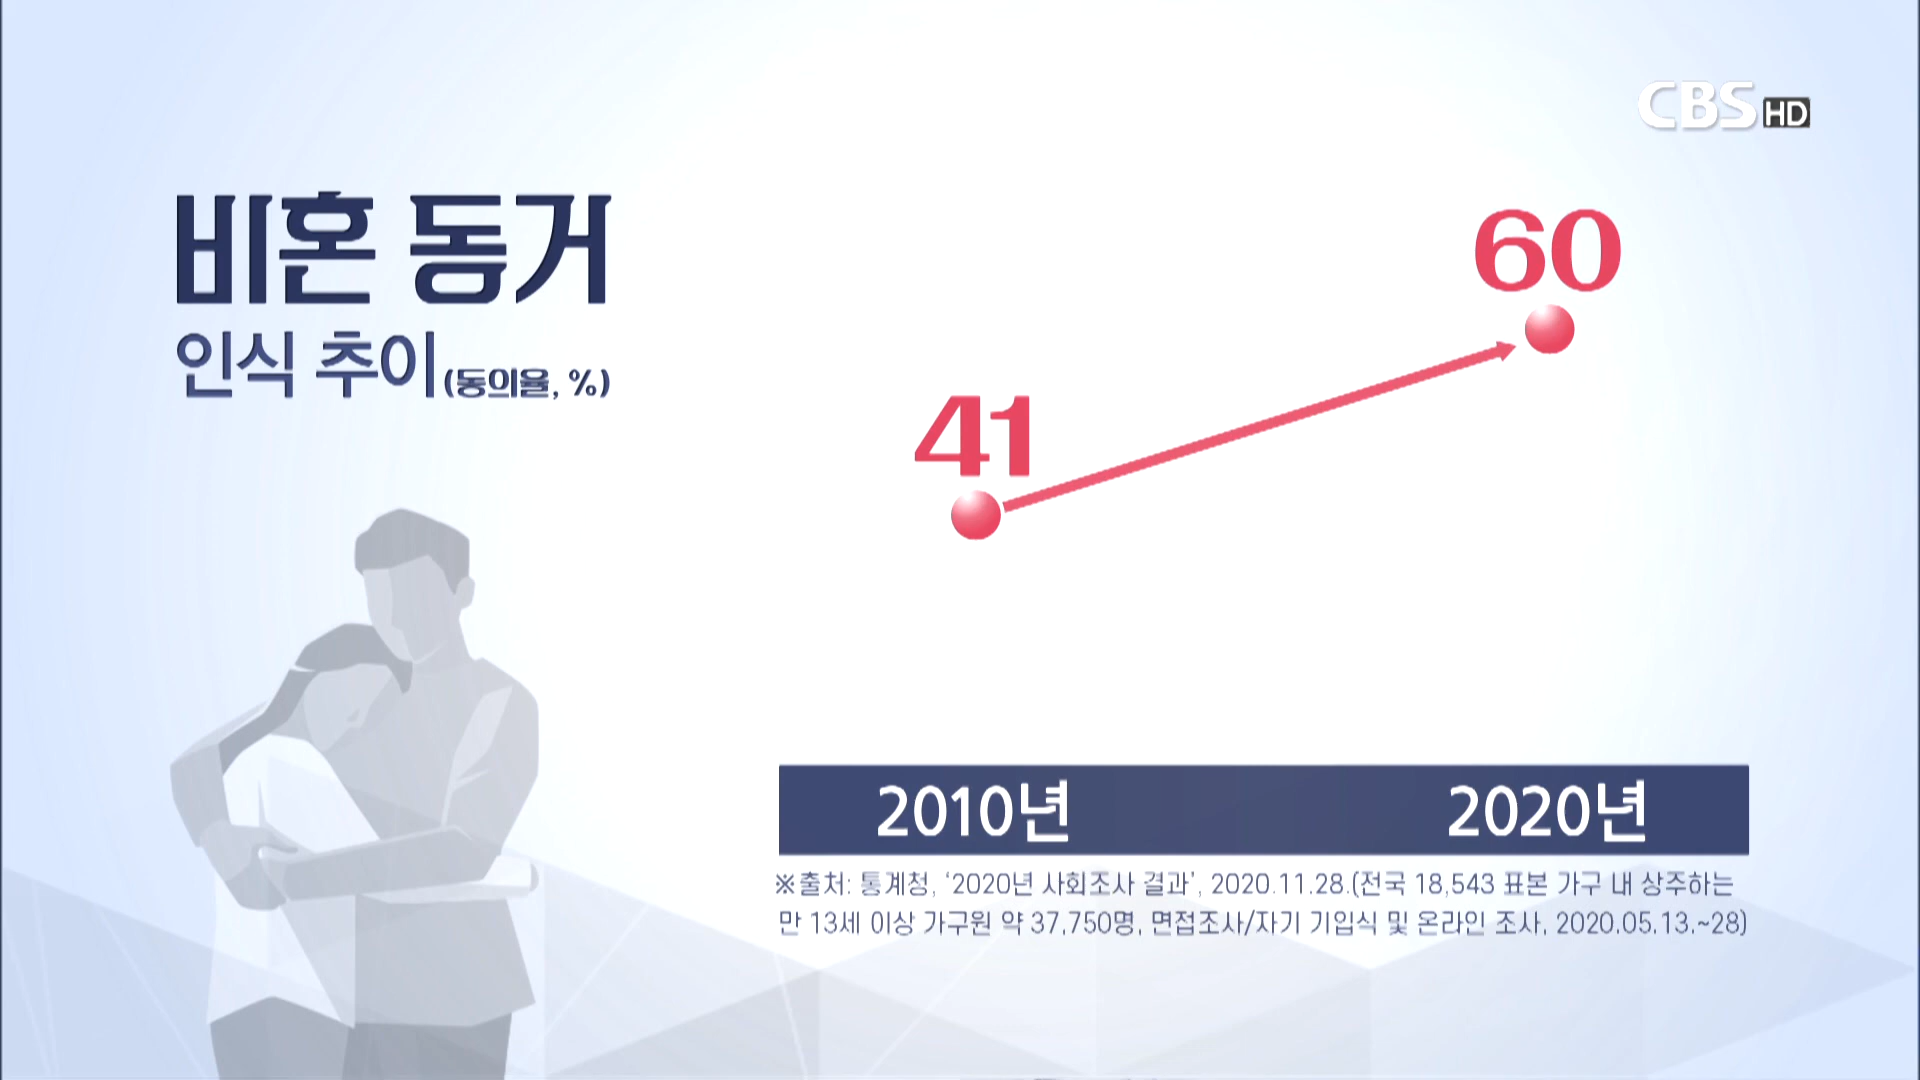 CBS HD
비혼 동거
인식 추이 (동의율, %)
41
60
2010년
2020년
※ 출처: 통계청, '2020년 사회조사 결과', 2020.11.28.(전국 18,543 표본 가구 내 상주하는
만 13세 이상 가구원 약 37,750명, 면접조사/자기 기입식 및 온라인 조사, 2020.05.13.~28)